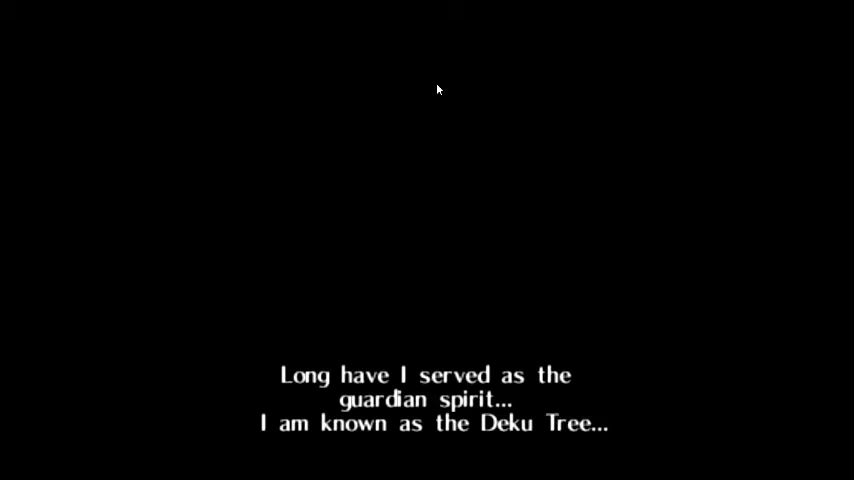 Long have I served as the
guardian spirit...
I am known as the Deku Tree...